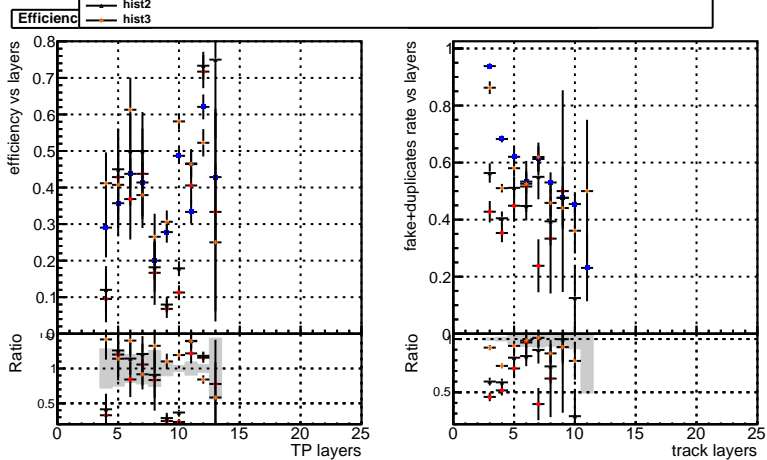 hist2
Efficienc
hist3
efficiency vs layers
0.8
0.7
0.6
0.5
0.4
0.3
0.2
0.1
Ratio
1
0.5
0 5 10 15 20 25
TP layers
fake+duplicates rate vs layers
1
0.8
0.6
0.4
0.2
Ratio
1
0.5
0 5 10 15 20 25
track layers